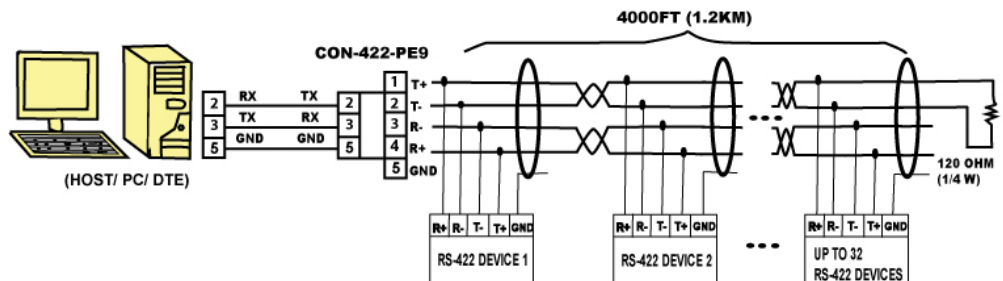 4000FT (1.2KM)
CON-422-PE9
2 RX TX 2
3 TX RX 3
5 GND GND 5
1 T+
2 T-
3 R-
4 R+
5 GND
(HOST/ PC/ DTE)
120 OHM
(1/4 W)
R+ R- T- T+ GND
RS-422 DEVICE 1
R+ R- T- T+ GND
RS-422 DEVICE 2
R+ R- T- T+ GND
UP TO 32
RS-422 DEVICES